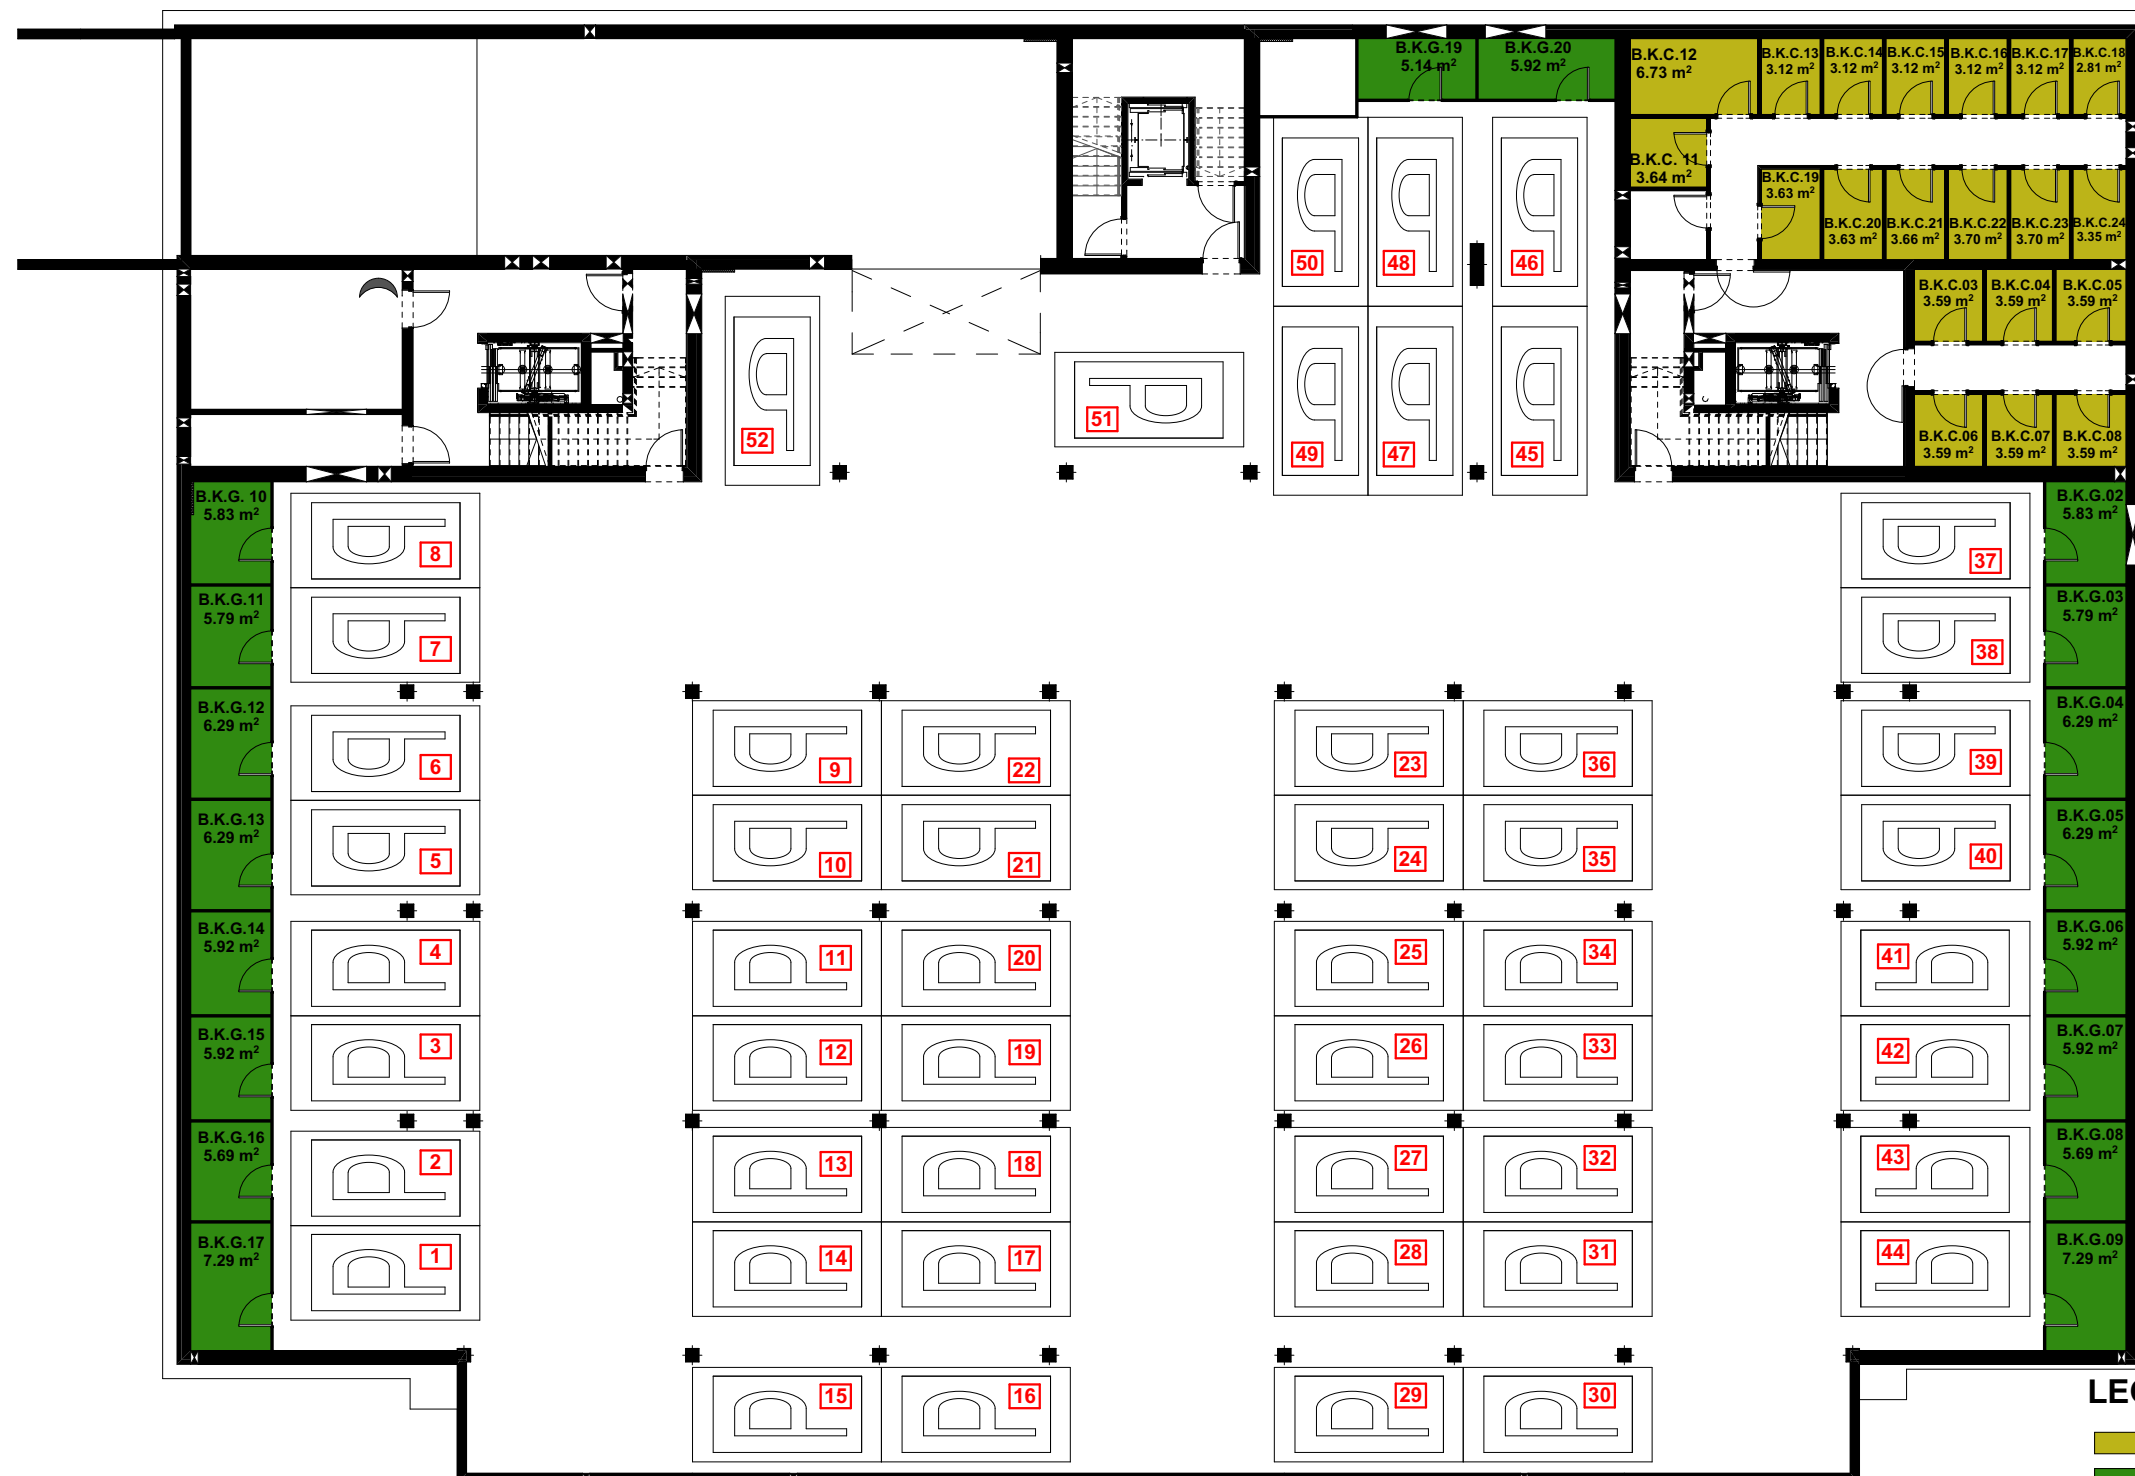 B.K.G.19
5.14 m²
B.K.G.20
5.92 m²
B.K.C.12
6.73 m²
B.K.C.13
3.12 m²
B.K.C.14
3.12 m²
B.K.C.15
3.12 m²
B.K.C.16
3.12 m²
B.K.C.17
3.12 m²
B.K.C.18
2.81 m²
B.K.C. 11
3.64 m²
B.K.C.19
3.63 m²
B.K.C.20
3.63 m²
B.K.C.21
3.66 m²
B.K.C.22
3.70 m²
B.K.C.23
3.70 m²
B.K.C.24
3.35 m²
50
48
46
B.K.C.03
3.59 m²
B.K.C.04
3.59 m²
B.K.C.05
3.59 m²
52
51
49
47
45
B.K.C.06
3.59 m²
B.K.C.07
3.59 m²
B.K.C.08
3.59 m²
B.K.G. 10
5.83 m²
8
37
B.K.G.02
5.83 m²
B.K.G.11
5.79 m²
7
38
B.K.G.03
5.79 m²
B.K.G.12
6.29 m²
6
9
22
23
36
39
B.K.G.04
6.29 m²
B.K.G.13
6.29 m²
5
10
21
24
35
40
B.K.G.05
6.29 m²
B.K.G.14
5.92 m²
4
11
20
25
34
41
B.K.G.06
5.92 m²
B.K.G.15
5.92 m²
3
12
19
26
33
42
B.K.G.07
5.92 m²
B.K.G.16
5.69 m²
2
13
18
27
32
43
B.K.G.08
5.69 m²
B.K.G.17
7.29 m²
1
14
17
28
31
44
B.K.G.09
7.29 m²
15
16
29
30